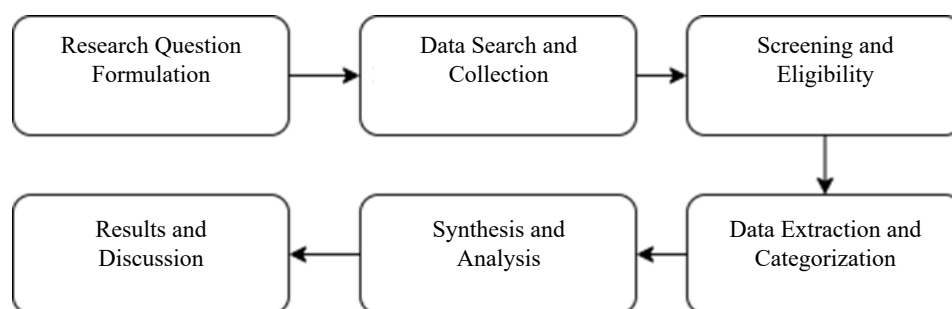 Research Question
Formulation
Data Search and
Collection
Screening and
Eligibility
Data Extraction and
Categorization
Synthesis and
Analysis
Results and
Discussion